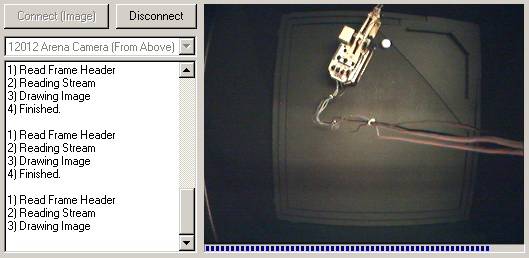 Connect (Image) Disconnect
12012 Arena Camera (From Above)
1) Read Frame Header
2) Reading Stream
3) Drawing Image
4) Finished.
1) Read Frame Header
2) Reading Stream
3) Drawing Image
4) Finished.
1) Read Frame Header
2) Reading Stream
3) Drawing Image